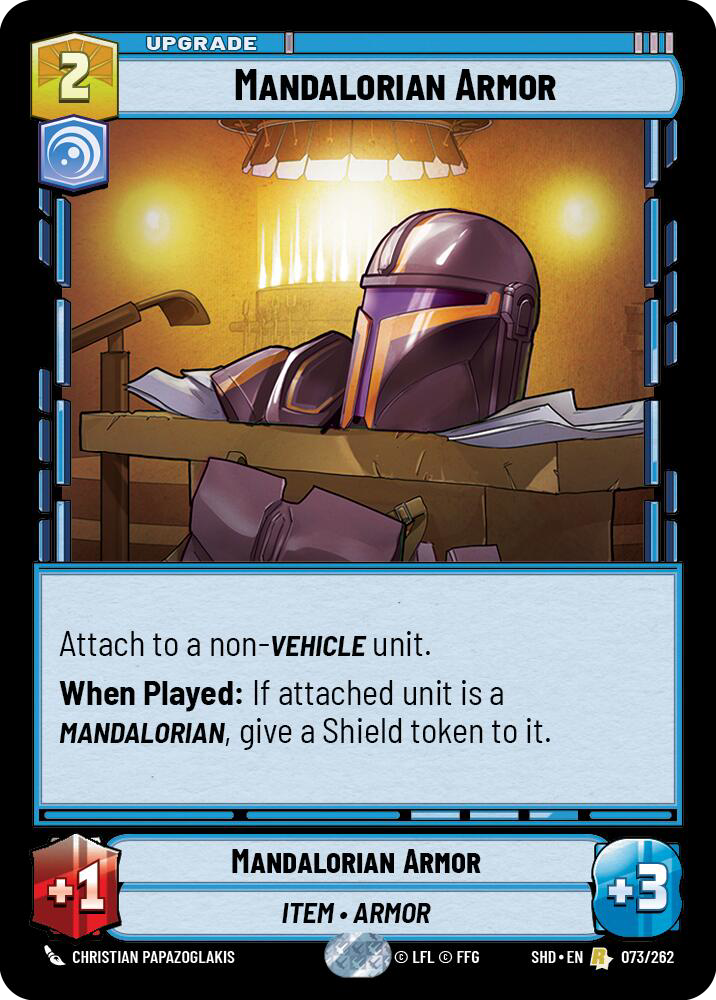 UPGRADE
2
MANDALORIAN ARMOR
Attach to a non-VEHICLE unit.
When Played: If attached unit is a
MANDALORIAN, give a Shield token to it.
+1
MANDALORIAN ARMOR
+3
ITEM • ARMOR
CHRISTIAN PAPAZOGLAKIS
© LFL © FFG
SHD • EN
R
073/262